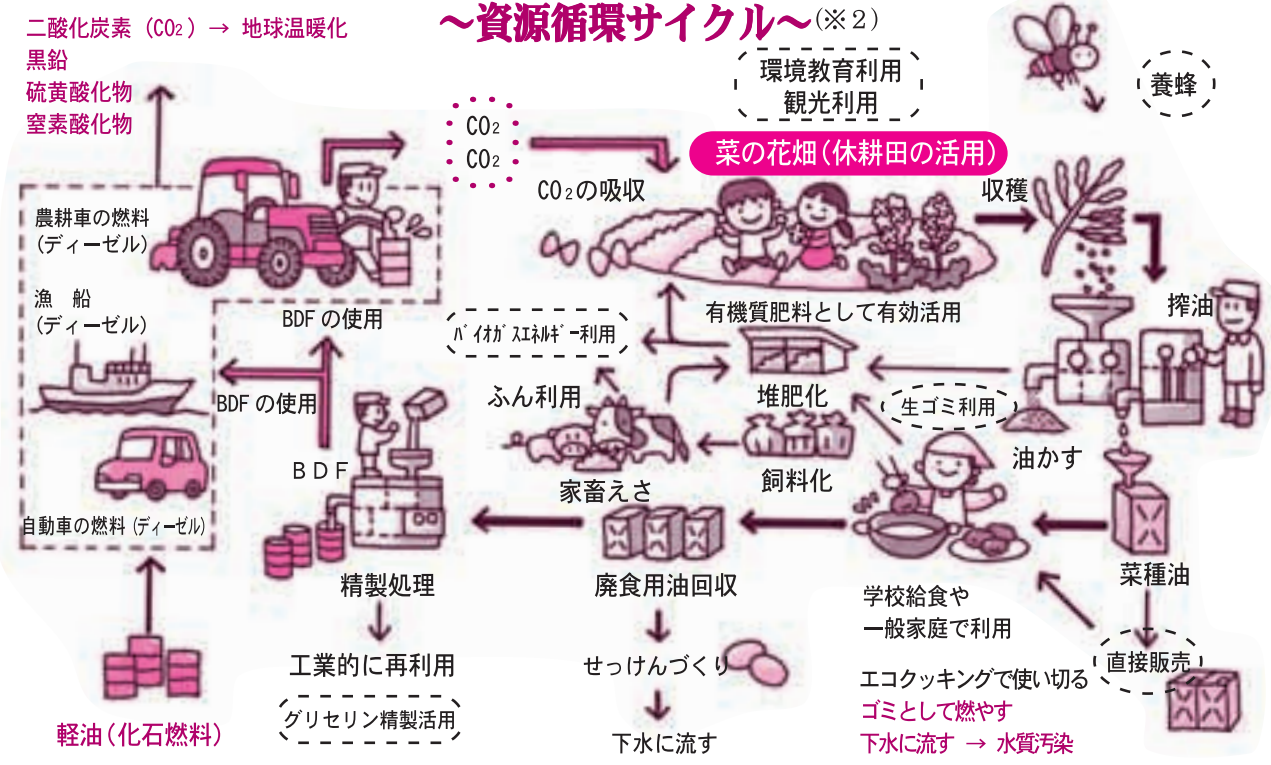 ～資源循環サイクル～(※２)
二酸化炭素（CO₂）→ 地球温暖化
黒鉛
硫黄酸化物
窒素酸化物
環境教育利用
観光利用
養蜂
CO₂
CO₂
菜の花畑（休耕田の活用）
CO₂の吸収
収穫
農耕車の燃料
（ディーゼル）
漁　船
（ディーゼル）
BDFの使用
ﾊﾞｲｵｶﾞｽｴﾈﾙｷﾞｰ利用
有機質肥料として有効活用
搾油
BDFの使用
ふん利用
堆肥化
生ゴミ利用
油かす
ＢＤＦ
家畜えさ
飼料化
自動車の燃料（ディーゼル）
精製処理
廃食用油回収
学校給食や
一般家庭で利用
菜種油
工業的に再利用
せっけんづくり
直接販売
グリセリン精製活用
エコクッキングで使い切る
ゴミとして燃やす
下水に流す → 水質汚染
軽油（化石燃料）
下水に流す